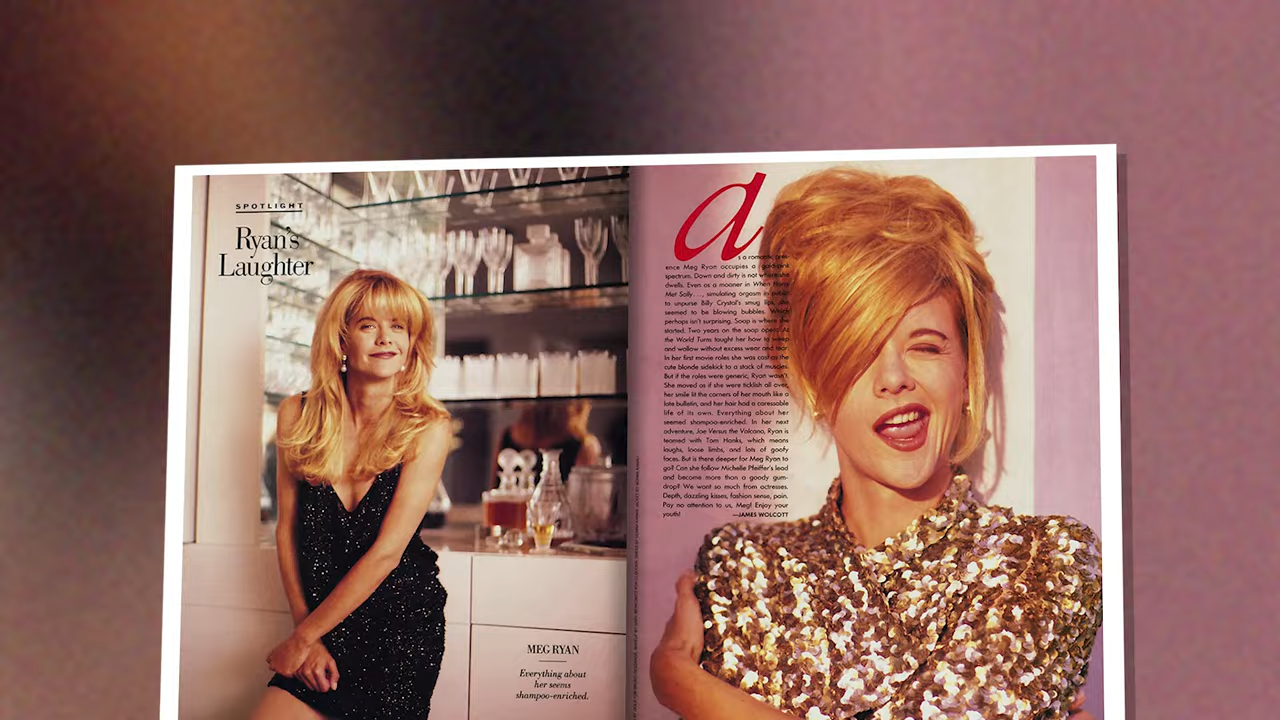 SPOTLIGHT
Ryan's
Laughter
MEG RYAN
Everything about
her seems
shampoo-enriched.
a
s a romantic pres-
ence Meg Ryan occupies a
spectrum. Down and dirty is not where she
dwells. Even as a moaner in When Harry
Met Sally . . . , simulating orgasm in public
to unpurse Billy Crystal's smug lips, she
seemed to be blowing bubbles. Which
perhaps isn't surprising. Soap is where she
started. Two years on the soap opera As
the World Turns taught her how to weep
and wallow without excess wear and tear.
In her first movie roles she was cast as the
cute blonde sidekick to a stack of muscles.
But if the roles were generic, Ryan wasn't.
She moved as if she were ticklish all over,
her smile lit the corners of her mouth like a
late bulletin, and her hair had a caressable
life of its own. Everything about her
seemed shampoo-enriched. In her next
adventure, Joe Versus the Volcano, Ryan is
teamed with Tom Hanks, which means
laughs, loose limbs, and lots of goofy
faces. But is there deeper for Meg Ryan to
go? Can she follow Michelle Pfeiffer's lead
and become more than a goody gum-
drop? We want so much from actresses.
Depth, dazzling kisses, fashion sense, pain.
Pay no attention to us, Meg! Enjoy your
youth! —JAMES WOLCOTT